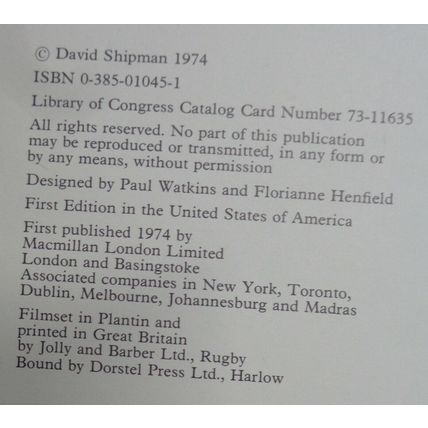 © David Shipman 1974
ISBN 0-385-01045-1
Library of Congress Catalog Card Number 73-11635
All rights reserved. No part of this publication
may be reproduced or transmitted, in any form or
by any means, without permission
Designed by Paul Watkins and Florianne Henfield
First Edition in the United States of America
First published 1974 by
Macmillan London Limited
London and Basingstoke
Associated companies in New York, Toronto,
Dublin, Melbourne, Johannesburg and Madras
Filmset in Plantin and
printed in Great Britain
by Jolly and Barber Ltd., Rugby
Bound by Dorstel Press Ltd., Harlow